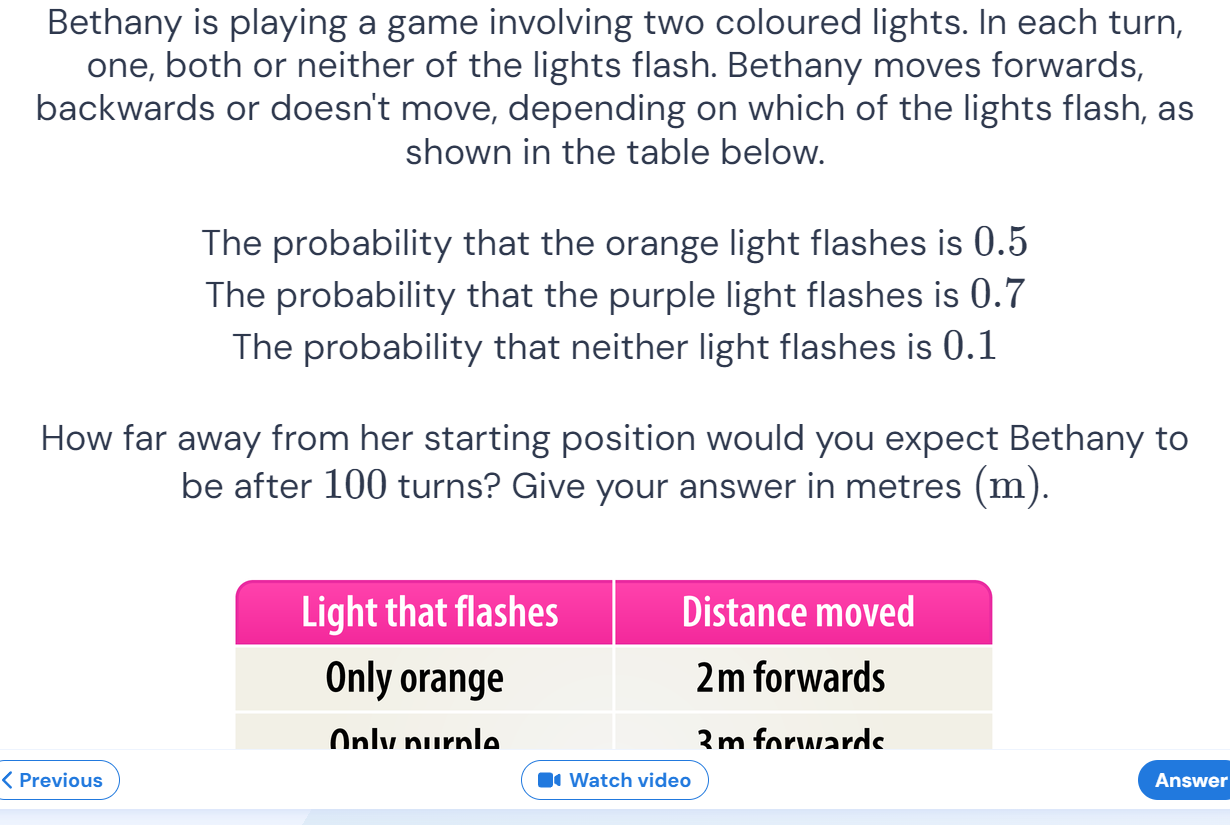 Bethany is playing a game involving two coloured lights. In each turn,
one, both or neither of the lights flash. Bethany moves forwards,
backwards or doesn't move, depending on which of the lights flash, as
shown in the table below.
The probability that the orange light flashes is 0.5
The probability that the purple light flashes is 0.7
The probability that neither light flashes is 0.1
How far away from her starting position would you expect Bethany to
be after 100 turns? Give your answer in metres (m).
Light that flashes Distance moved
Only orange 2 m forwards
Only purple 3 m forwards
Previous Watch video Answer